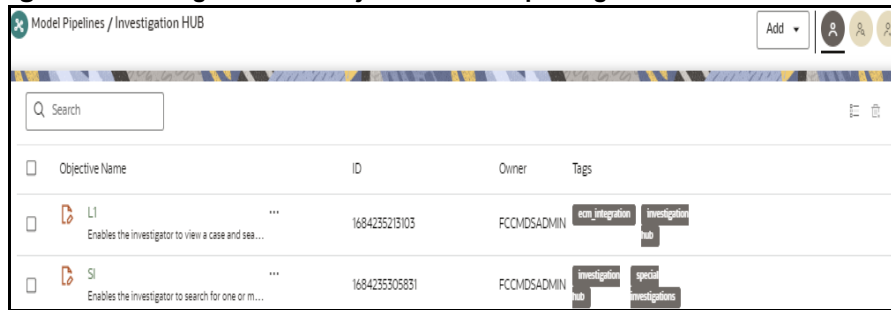 Model Pipelines / Investigation HUB
Add
Search
Objective Name ID Owner Tags
L1 ...
Enables the investigator to view a case and sea...
1684235213103 FCCMDSADMIN
ecm_integration investigation hub
SI ...
Enables the investigator to search for one or m...
1684235305831 FCCMDSADMIN
investigation hub special investigations